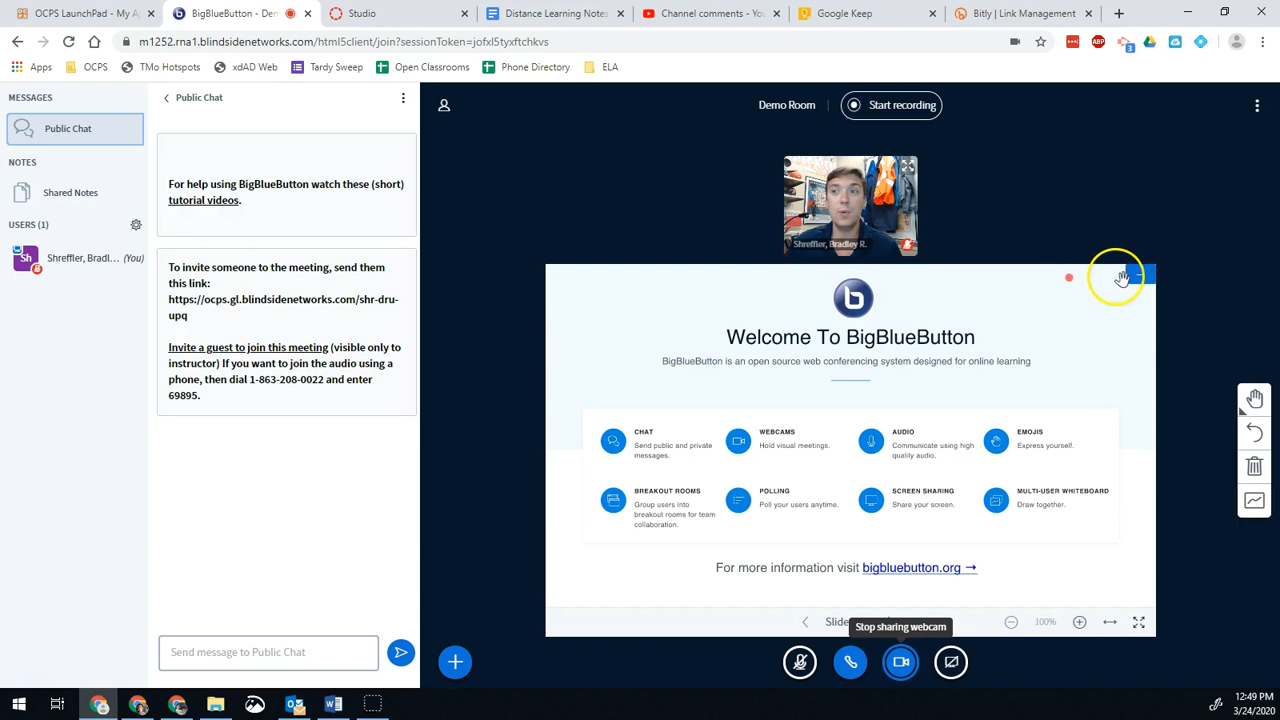 OCPS LaunchPad - My A
BigBlueButton - Dem
Studio
Distance Learning Notes
Channel comments - You
Google Keep
Bitly | Link Management
m1252.rna1.blindsidenetworks.com/html5client/join?sessionToken=jofxl5tyxftchkvs
ABP
3
Apps
OCPS
TMo Hotspots
xdAD Web
Tardy Sweep
Open Classrooms
Phone Directory
ELA
MESSAGES
Public Chat
NOTES
Shared Notes
USERS (1)
Sh
Shreffler, Bradl... (You)
Public Chat
For help using BigBlueButton watch these (short)
tutorial videos.
To invite someone to the meeting, send them
this link:
https://ocps.gl.blindsidenetworks.com/shr-dru-
upq
Invite a guest to join this meeting (visible only to
instructor) If you want to join the audio using a
phone, then dial 1-863-208-0022 and enter
69895.
Send message to Public Chat
Demo Room
Start recording
Shreffler, Bradley R.
b
Welcome To BigBlueButton
BigBlueButton is an open source web conferencing system designed for online learning
CHAT
Send public and private
messages.
WEBCAMS
Hold visual meetings.
AUDIO
Communicate using high
quality audio.
EMOJIS
Express yourself.
BREAKOUT ROOMS
Group users into
breakout rooms for team
collaboration.
POLLING
Poll your users anytime.
SCREEN SHARING
Share your screen.
MULTI-USER WHITEBOARD
Draw together.
For more information visit bigbluebutton.org →
Slide
100%
Stop sharing webcam
12:49 PM
3/24/2020